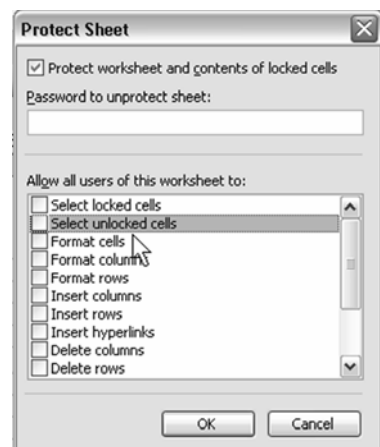 Protect Sheet
Protect worksheet and contents of locked cells
Password to unprotect sheet:
Allow all users of this worksheet to:
Select locked cells
Select unlocked cells
Format cells
Format columns
Format rows
Insert columns
Insert rows
Insert hyperlinks
Delete columns
Delete rows
OK Cancel